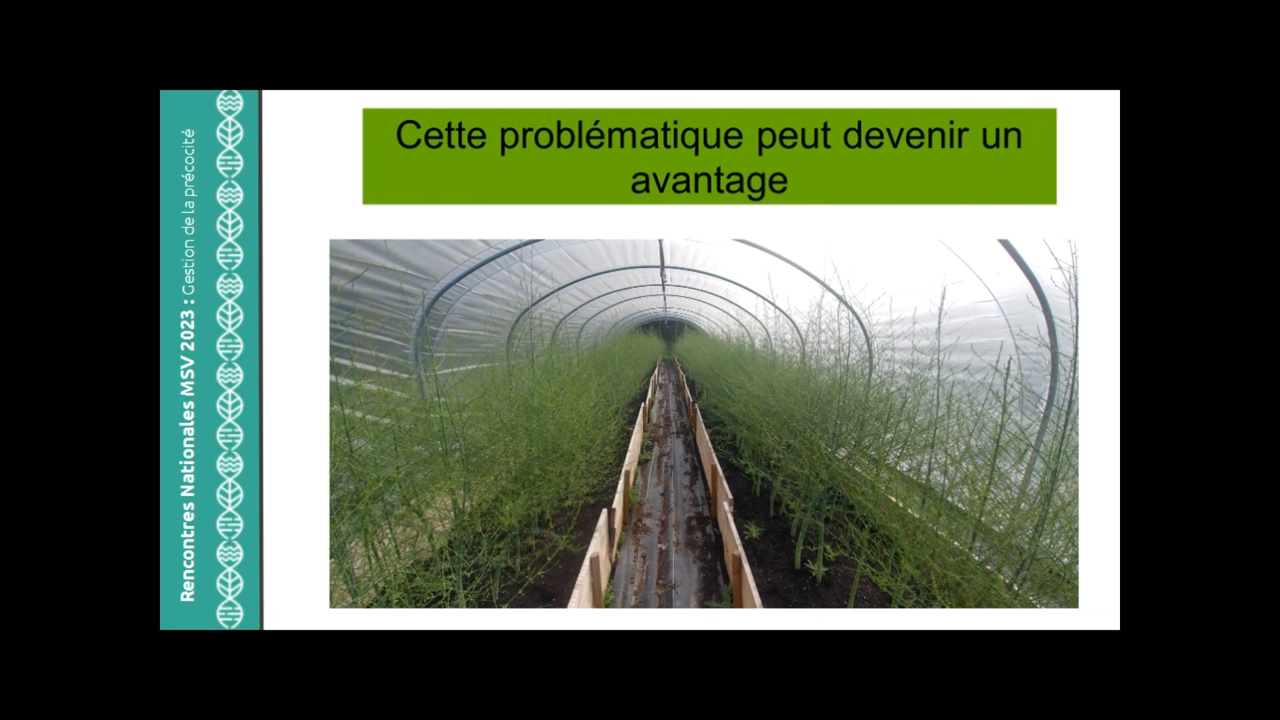 Rencontres Nationales MSV 2023 : Gestion de la précocité
Cette problématique peut devenir un
avantage